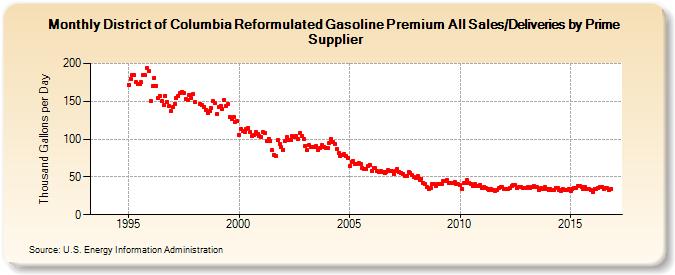 Monthly District of Columbia Reformulated Gasoline Premium All Sales/Deliveries by Prime
Supplier
Thousand Gallons per Day
200
150
100
50
0
1995
2000
2005
2010
2015
Source: U.S. Energy Information Administration